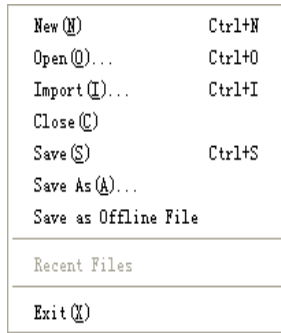 New(N) Ctrl+N
Open(O)... Ctrl+O
Import(I)... Ctrl+I
Close(C)
Save(S) Ctrl+S
Save As(A)...
Save as Offline File
Recent Files
Exit(X)